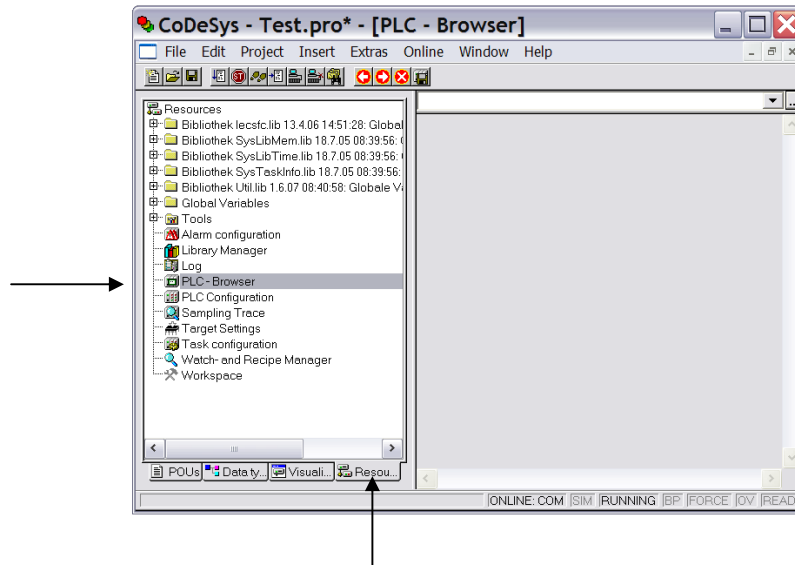 CoDeSys - Test.pro* - [PLC - Browser]
File Edit Project Insert Extras Online Window Help
Resources
Bibliothek Iecsfc.lib 13.4.06 14:51:28: Global
Bibliothek SysLibMem.lib 18.7.05 08:39:56: (
Bibliothek SysLibTime.lib 18.7.05 08:39:56: (
Bibliothek SysTaskInfo.lib 18.7.05 08:39:56:
Bibliothek Util.lib 1.6.07 08:40:58: Globale Va
Global Variables
Tools
Alarm configuration
Library Manager
Log
PLC - Browser
PLC Configuration
Sampling Trace
Target Settings
Task configuration
Watch- and Recipe Manager
Workspace
POUs Data ty... Visuali... Resou...
ONLINE: COM SIM RUNNING BP FORCE OV READ